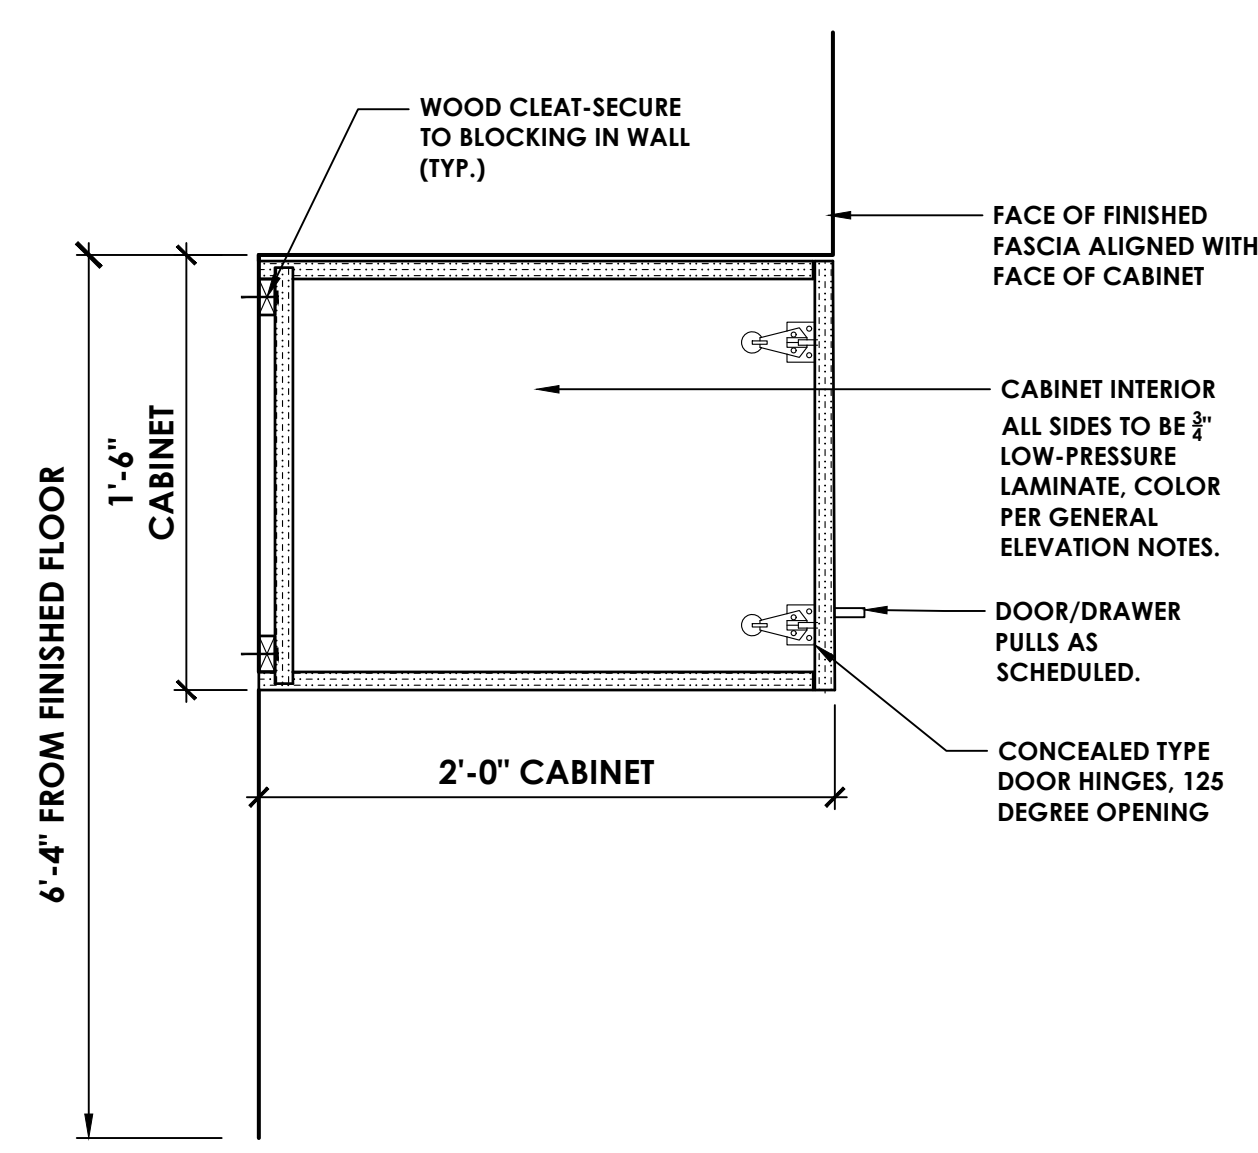 WOOD CLEAT-SECURE
TO BLOCKING IN WALL
(TYP.)
FACE OF FINISHED
FASCIA ALIGNED WITH
FACE OF CABINET
CABINET INTERIOR
ALL SIDES TO BE 3/4"
LOW-PRESSURE
LAMINATE, COLOR
PER GENERAL
ELEVATION NOTES.
DOOR/DRAWER
PULLS AS
SCHEDULED.
CONCEALED TYPE
DOOR HINGES, 125
DEGREE OPENING
6'-4" FROM FINISHED FLOOR
1'-6"
CABINET
2'-0" CABINET